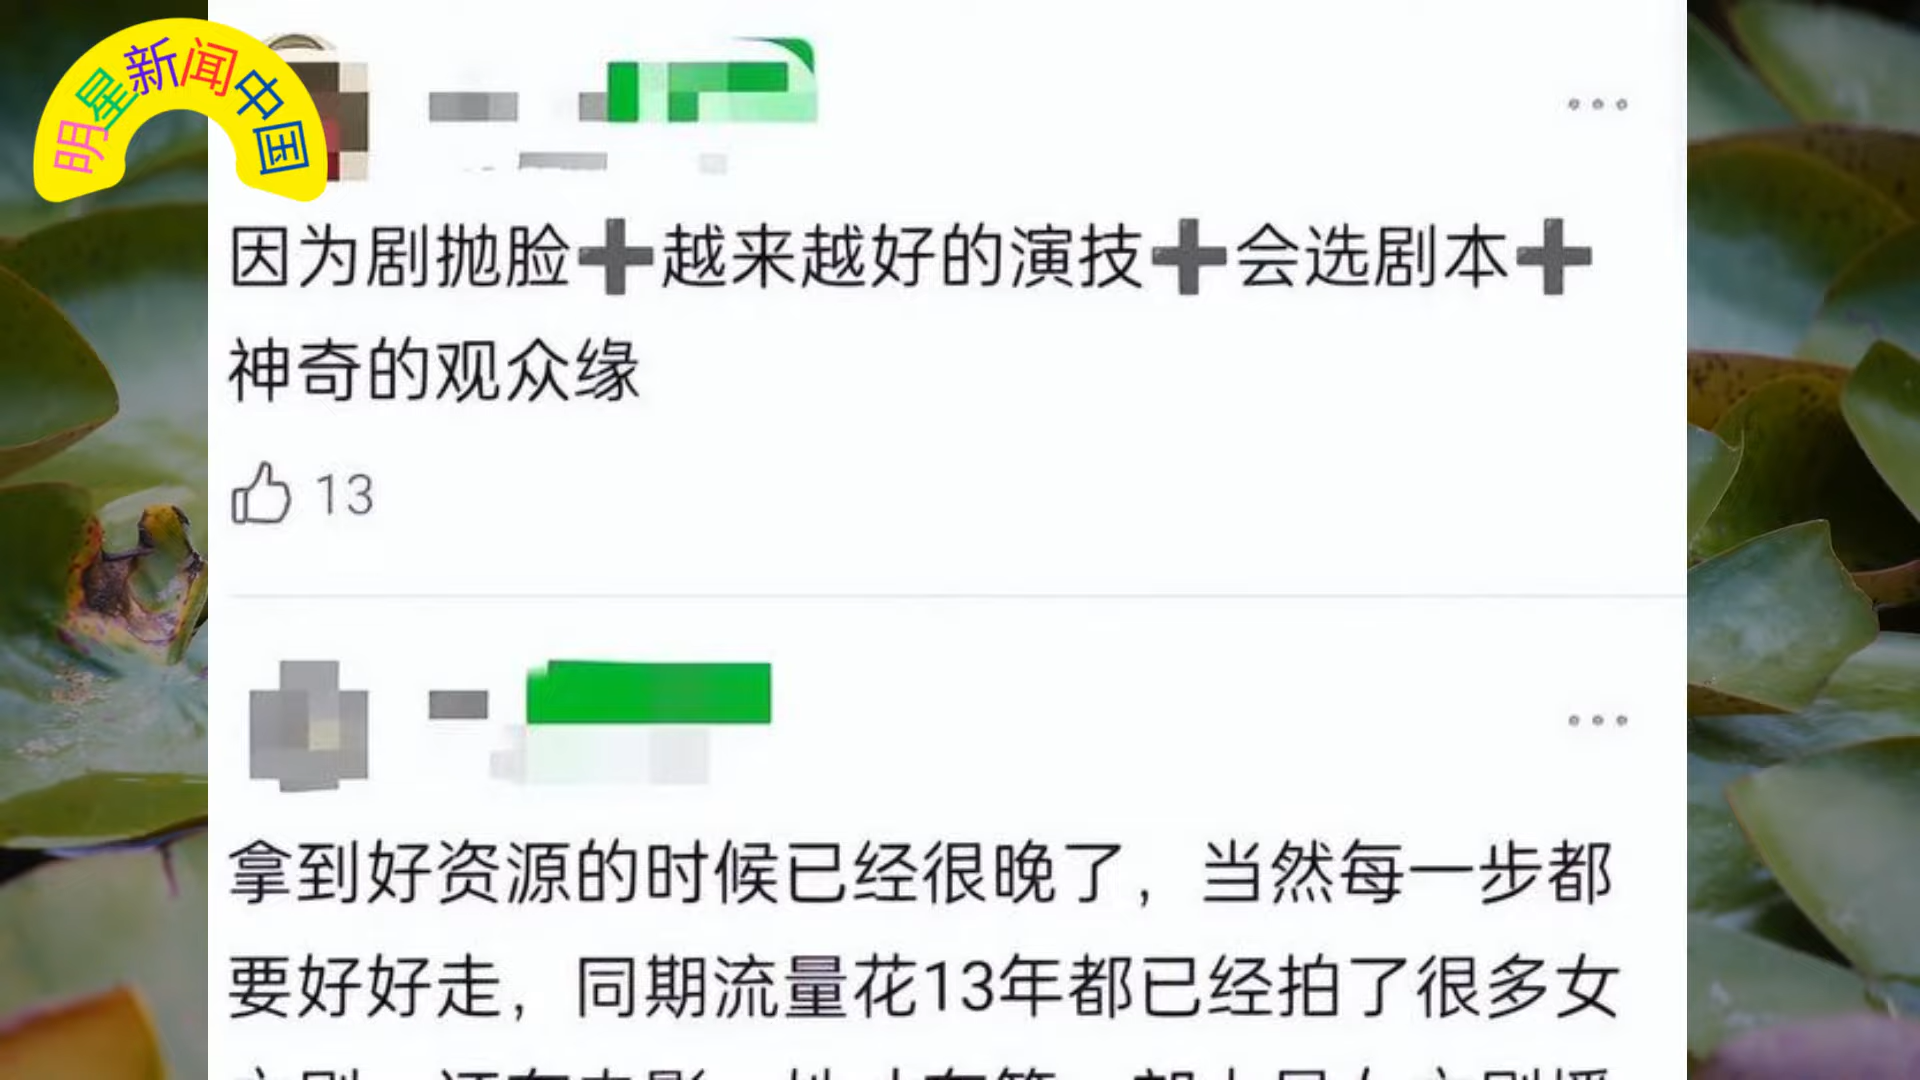 明星新闻中国
因为剧抛脸➕越来越好的演技➕会选剧本➕
神奇的观众缘
13
拿到好资源的时候已经很晚了，当然每一步都
要好好走，同期流量花13年都已经拍了很多女